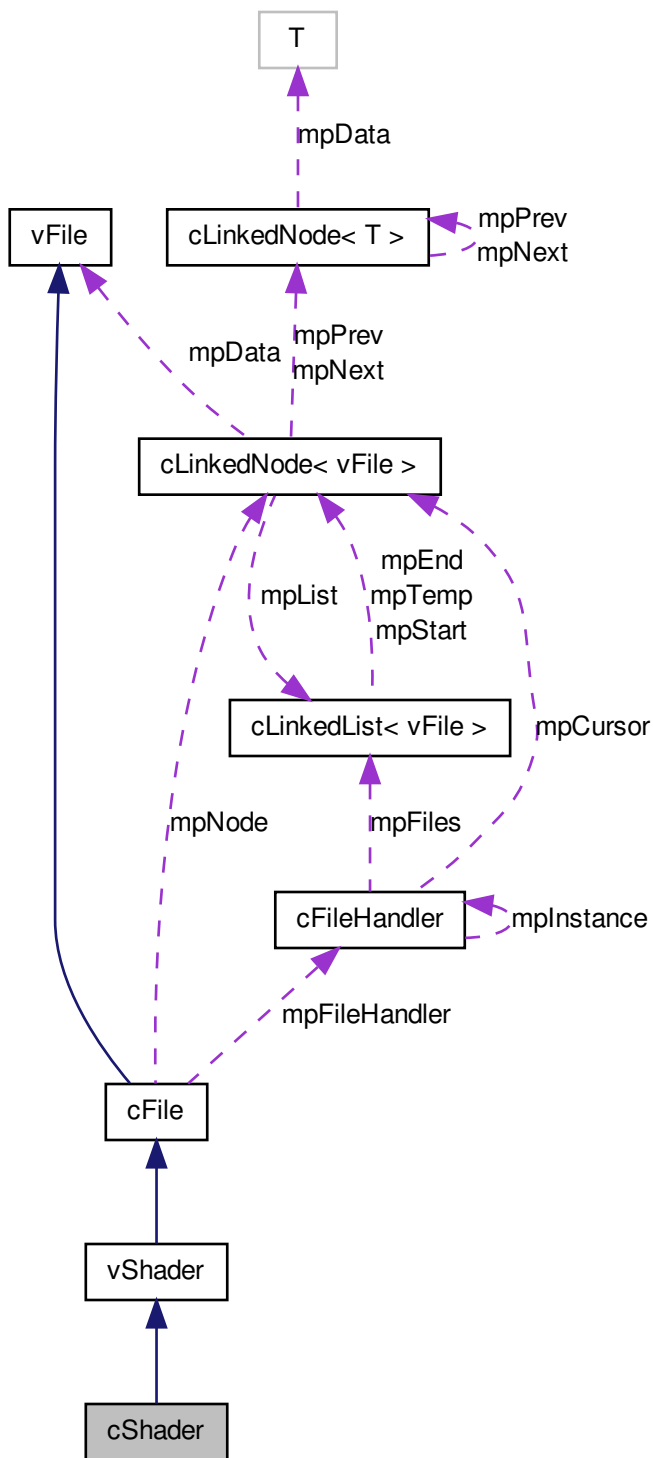 T
mpData
vFile
cLinkedNode< T >
mpPrev
mpNext
mpData
mpPrev
mpNext
cLinkedNode< vFile >
mpList
mpEnd
mpTemp
mpStart
cLinkedList< vFile >
mpCursor
mpNode
mpFiles
cFileHandler
mpInstance
mpFileHandler
cFile
vShader
cShader